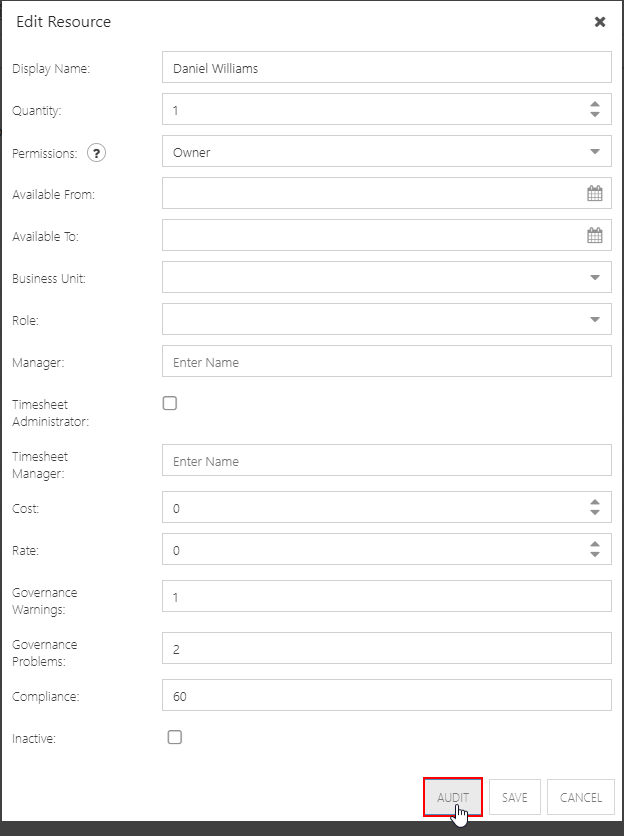 Edit Resource
Display Name: Daniel Williams
Quantity: 1
Permissions: ? Owner
Available From:
Available To:
Business Unit:
Role:
Manager: Enter Name
Timesheet
Administrator:
Timesheet
Manager: Enter Name
Cost: 0
Rate: 0
Governance
Warnings: 1
Governance
Problems: 2
Compliance: 60
Inactive:
AUDIT SAVE CANCEL